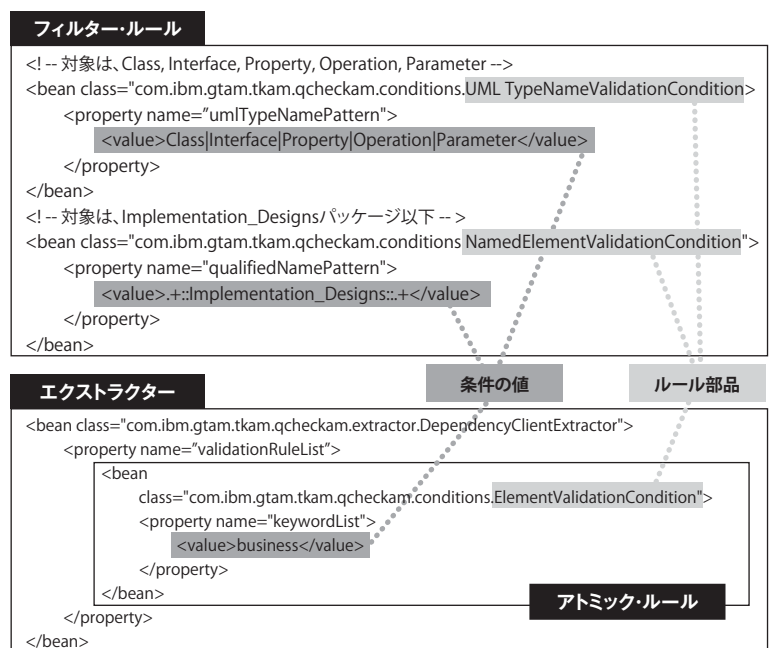 フィルター・ルール
<! -- 対象は、Class, Interface, Property, Operation, Parameter -->
<bean class="com.ibm.gtam.tkam.qcheckam.conditions.UML TypeNameValidationCondition>
<property name="umlTypeNamePattern">
<value>Class|Interface|Property|Operation|Parameter</value>
</property>
</bean>
<! -- 対象は、Implementation_Designsパッケージ以下 -- >
<bean class="com.ibm.gtam.tkam.qcheckam.conditions NamedElementValidationCondition">
<property name="qualifiedNamePattern">
<value>.+::Implementation_Designs::.+</value>
</property>
</bean>
条件の値
ルール部品
エクストラクター
<bean class="com.ibm.gtam.tkam.qcheckam.extractor.DependencyClientExtractor">
<property name="validationRuleList">
<bean
class="com.ibm.gtam.tkam.qcheckam.conditions.ElementValidationCondition">
<property name="keywordList">
<value>business</value>
</property>
</bean>
アトミック・ルール
</property>
</bean>